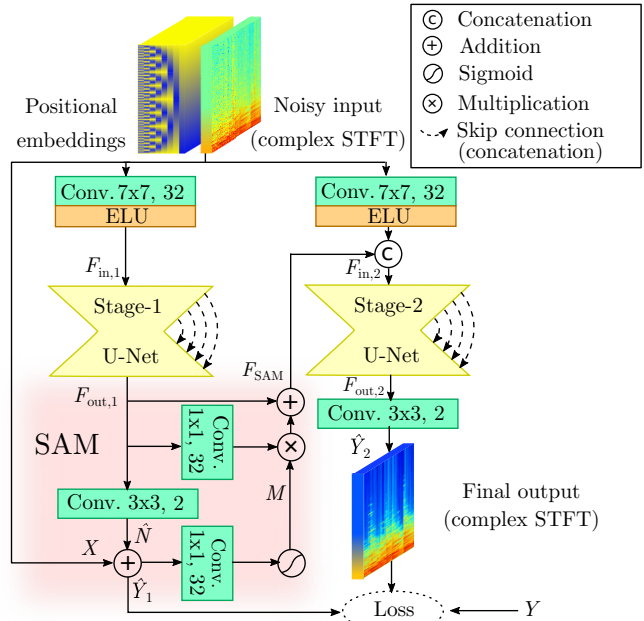 Concatenation
Addition
Sigmoid
Multiplication
Skip connection
(concatenation)
Positional
embeddings
Noisy input
(complex STFT)
Conv. 7x7, 32
ELU
Conv. 7x7, 32
ELU
C
F_in,1
F_in,2
Stage-1
U-Net
Stage-2
U-Net
F_SAM
F_out,1
F_out,2
SAM
Conv.
1x1, 32
Conv. 3x3, 2
Ŷ_2
M
Conv. 3x3, 2
N̂
X
Conv.
1x1, 32
Ŷ_1
Final output
(complex STFT)
Loss
Y